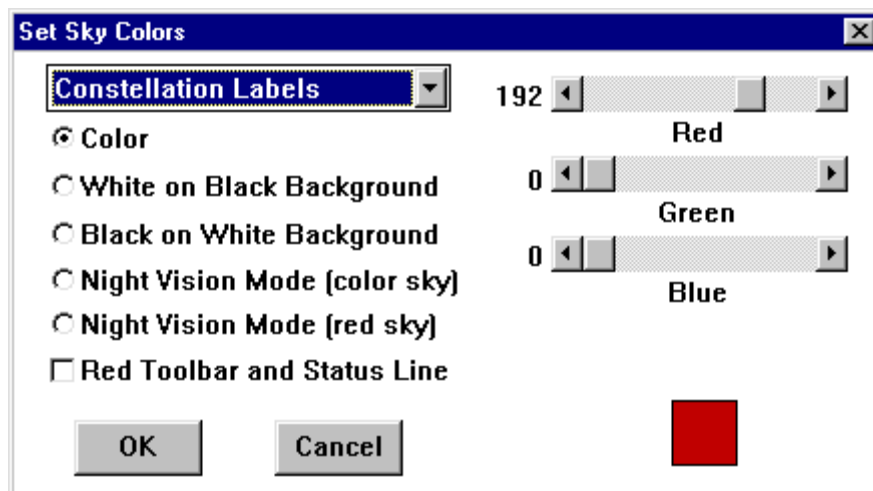 Set Sky Colors
Constellation Labels
Color
White on Black Background
Black on White Background
Night Vision Mode (color sky)
Night Vision Mode (red sky)
Red Toolbar and Status Line
OK
Cancel
192
Red
0
Green
0
Blue